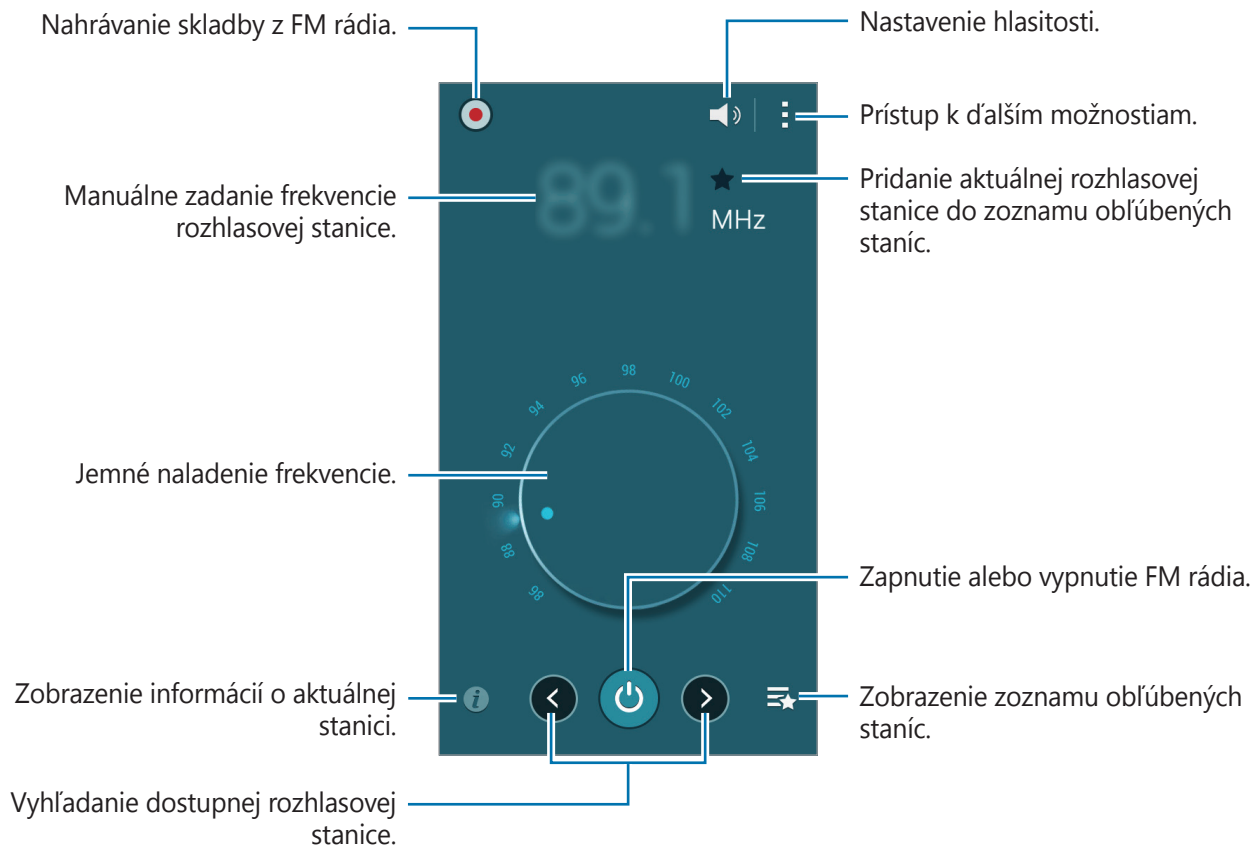 Nahrávanie skladby z FM rádia.
Nastavenie hlasitosti.
Prístup k ďalším možnostiam.
Manuálne zadanie frekvencie
rozhlasovej stanice.
89.1
MHz
Pridanie aktuálnej rozhlasovej
stanice do zoznamu obľúbených
staníc.
86
88
90
92
94
96
98
100
102
104
106
108
110
Jemné naladenie frekvencie.
Zapnutie alebo vypnutie FM rádia.
Zobrazenie informácií o aktuálnej
stanici.
i
Zobrazenie zoznamu obľúbených
staníc.
Vyhľadanie dostupnej rozhlasovej
stanice.